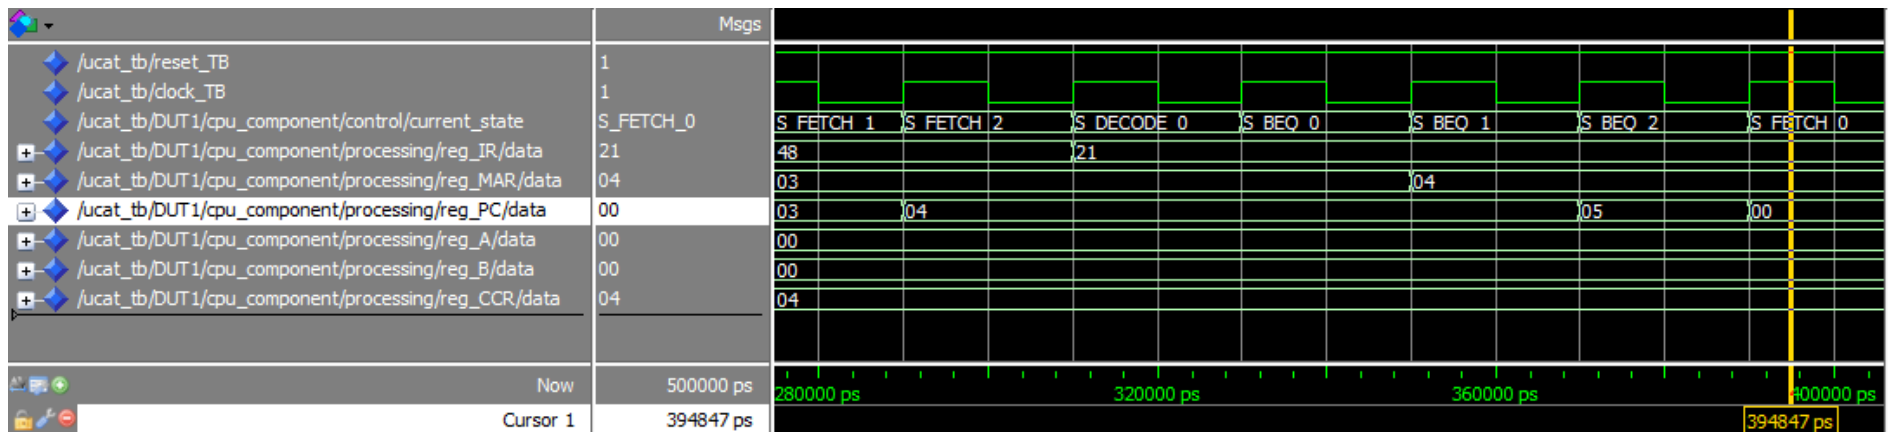 Msgs
/ucat_tb/reset_TB 1
/ucat_tb/clock_TB 1
/ucat_tb/DUT1/cpu_component/control/current_state S_FETCH_0 S_FETCH_1 S_FETCH_2 S_DECODE_0 S_BEQ_0 S_BEQ_1 S_BEQ_2 S_FETCH_0
/ucat_tb/DUT1/cpu_component/processing/reg_IR/data 21 48 21
/ucat_tb/DUT1/cpu_component/processing/reg_MAR/data 04 03 04
/ucat_tb/DUT1/cpu_component/processing/reg_PC/data 00 03 04 05 00
/ucat_tb/DUT1/cpu_component/processing/reg_A/data 00 00
/ucat_tb/DUT1/cpu_component/processing/reg_B/data 00 00
/ucat_tb/DUT1/cpu_component/processing/reg_CCR/data 04 04
Now 500000 ps 280000 ps 320000 ps 360000 ps 400000 ps
Cursor 1 394847 ps 394847 ps